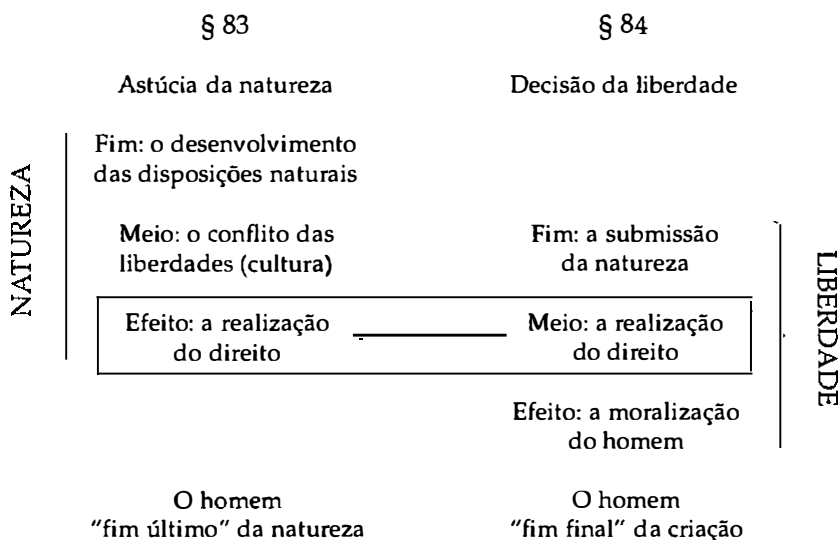 § 83
§ 84
Astúcia da natureza
Decisão da liberdade
NATUREZA
Fim: o desenvolvimento
das disposições naturais
Meio: o conflito das
liberdades (cultura)
Fim: a submissão
da natureza
LIBERDADE
Efeito: a realização
do direito
Meio: a realização
do direito
Efeito: a moralização
do homem
O homem
"fim último" da natureza
O homem
"fim final" da criação